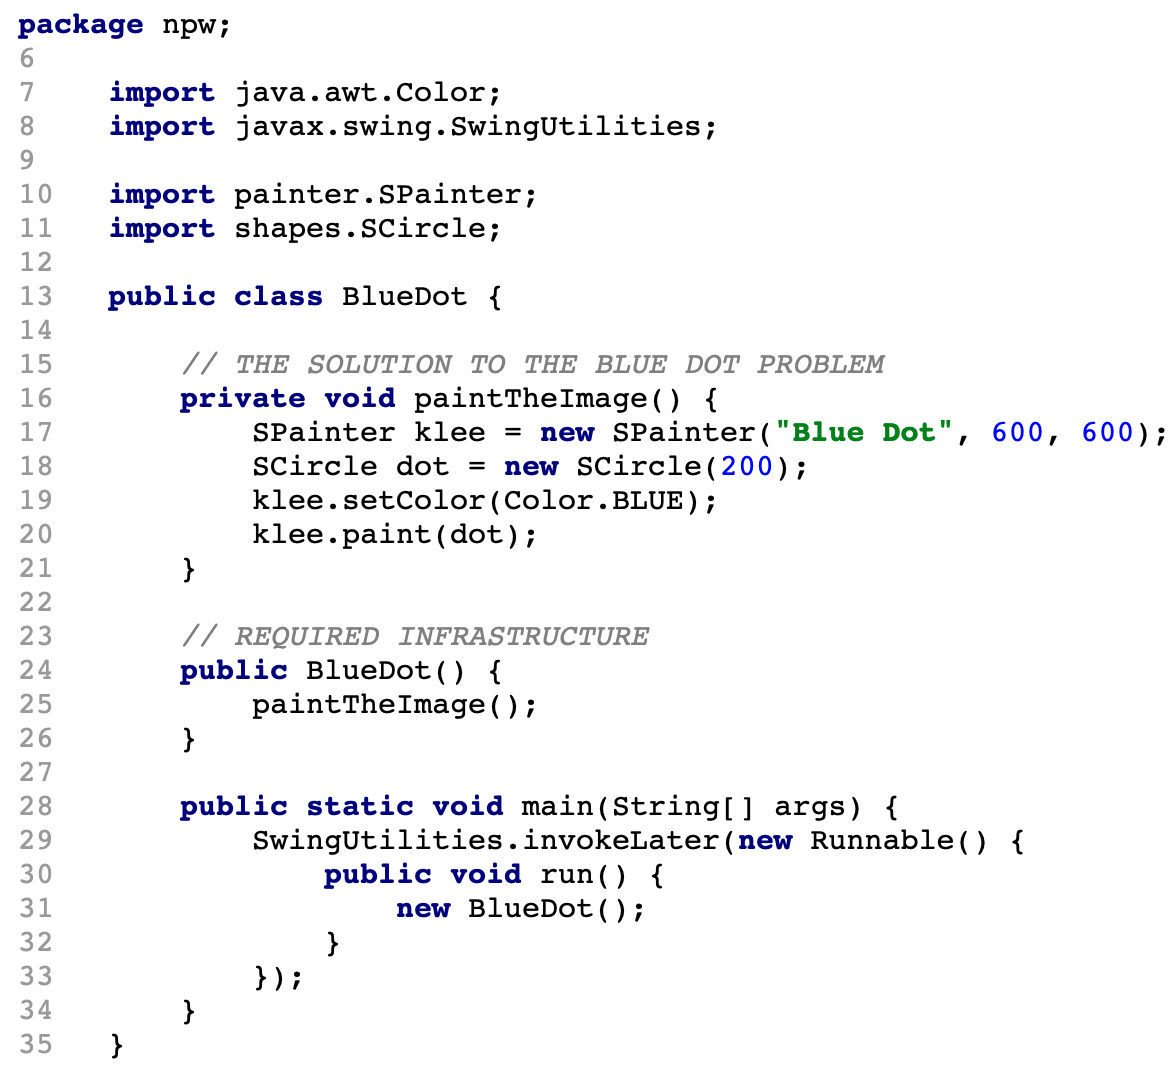 package npw;
6
7 import java.awt.Color;
8 import javax.swing.SwingUtilities;
9
10 import painter.SPainter;
11 import shapes.SCircle;
12
13 public class BlueDot {
14
15 // THE SOLUTION TO THE BLUE DOT PROBLEM
16 private void paintTheImage() {
17 SPainter klee = new SPainter("Blue Dot", 600, 600);
18 SCircle dot = new SCircle(200);
19 klee.setColor(Color.BLUE);
20 klee.paint(dot);
21 }
22
23 // REQUIRED INFRASTRUCTURE
24 public BlueDot() {
25 paintTheImage();
26 }
27
28 public static void main(String[] args) {
29 SwingUtilities.invokeLater(new Runnable() {
30 public void run() {
31 new BlueDot();
32 }
33 });
34 }
35 }